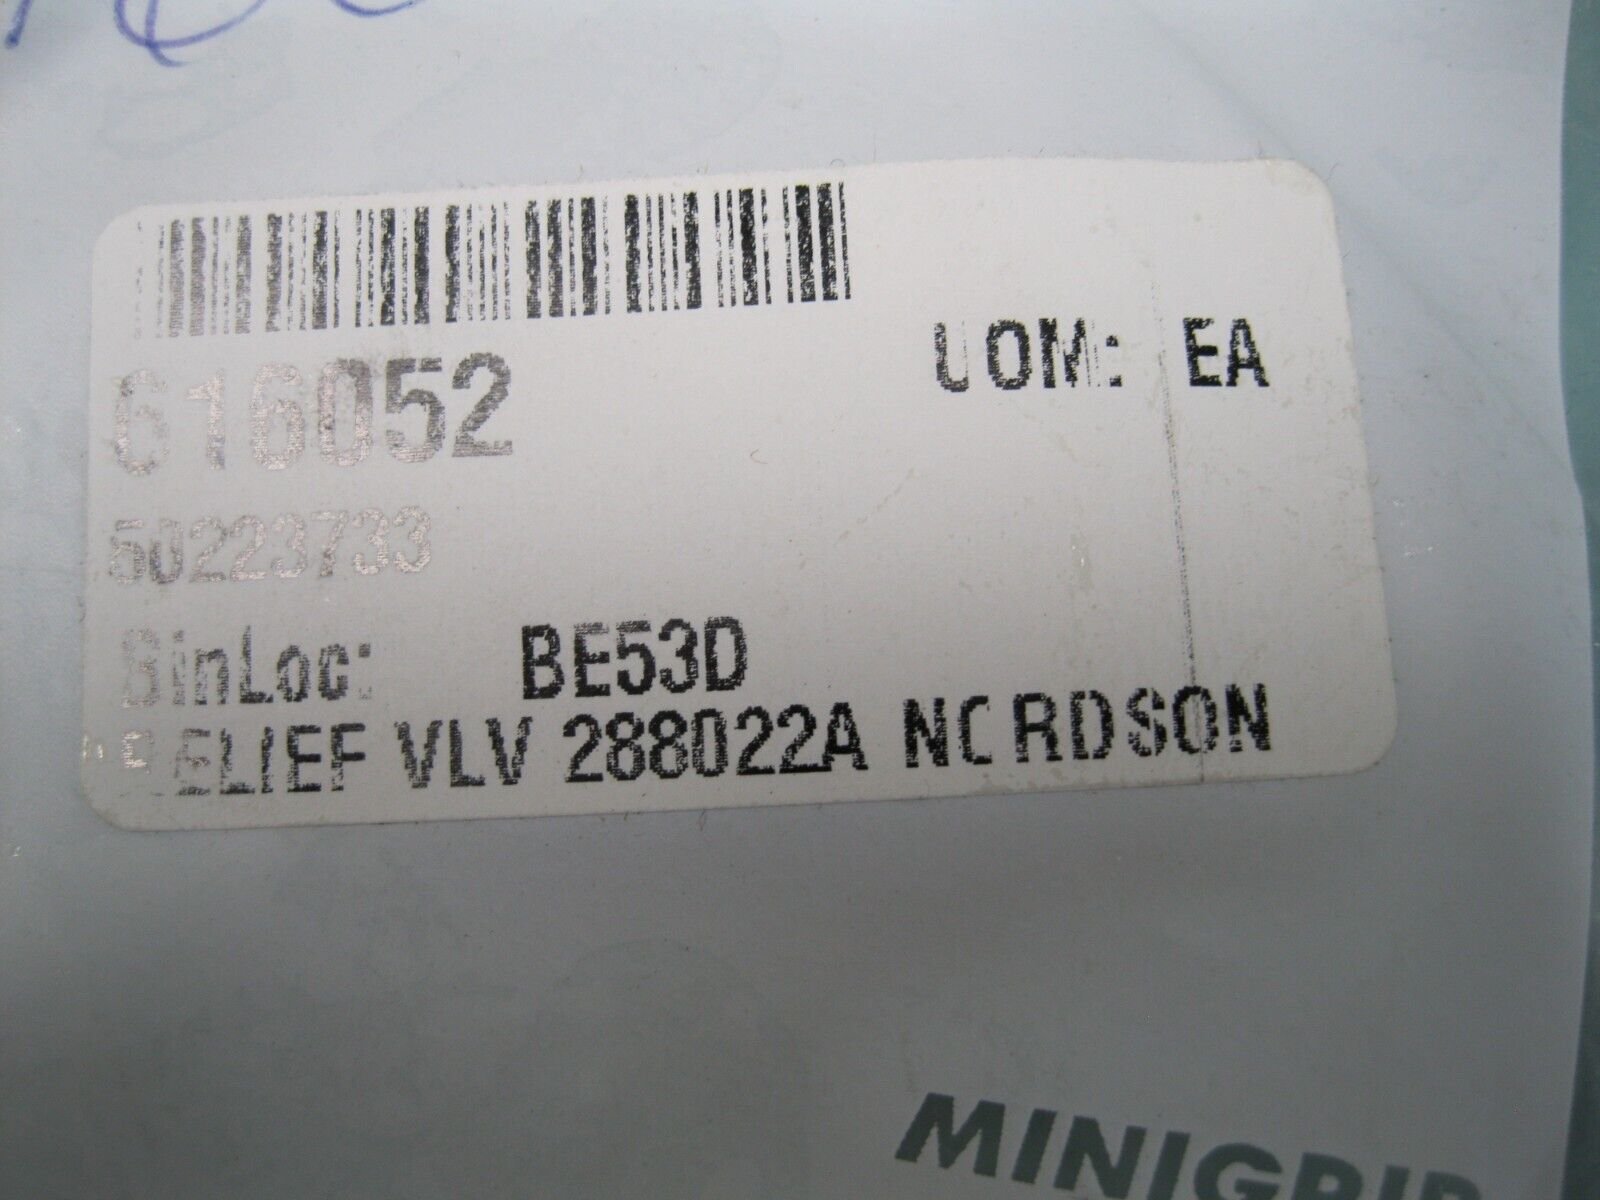 616052
UOM: EA
50223733
BinLoc: BE53D
RELIEF VLV 288022A NORDSON
MINIGRIP